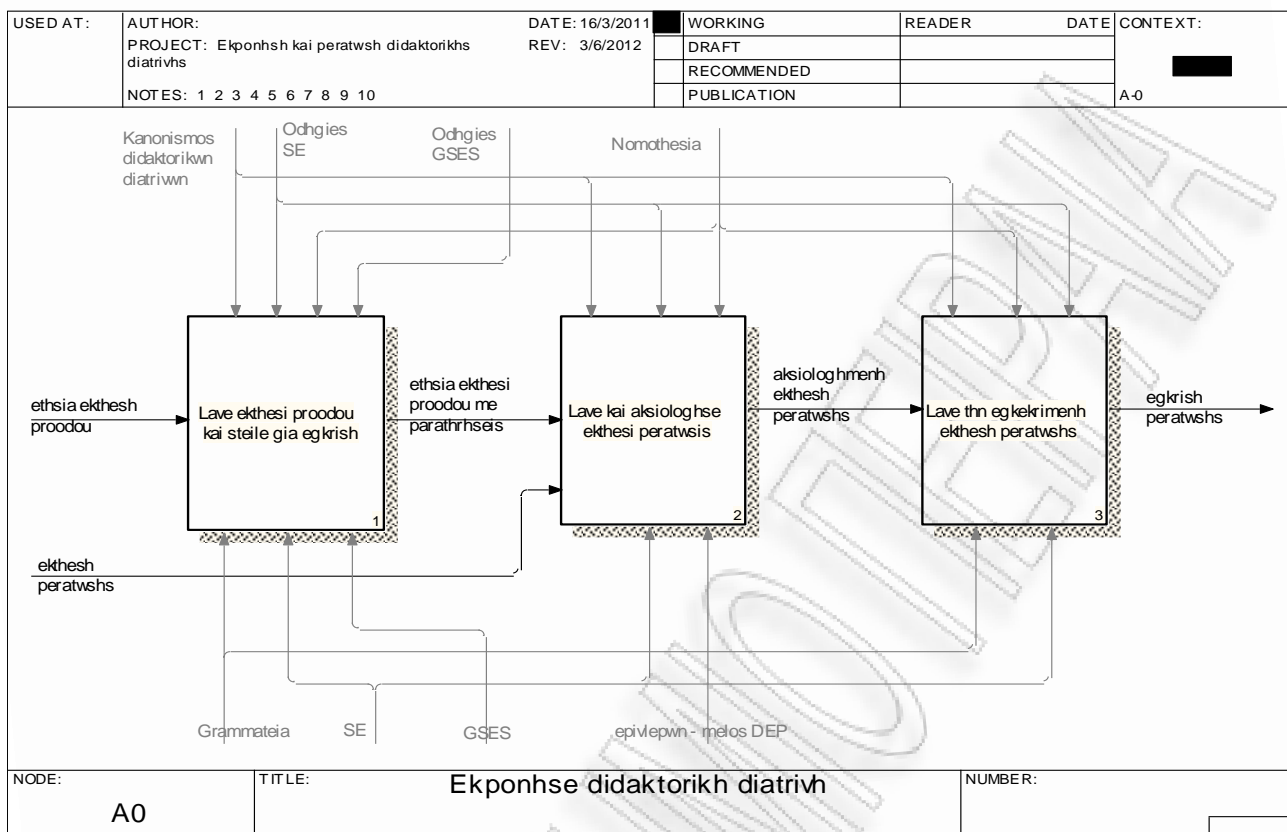 USED AT:
AUTHOR:
DATE: 16/3/2011
WORKING
READER
DATE
CONTEXT:
PROJECT: Ekponhsh kai peratwsh didaktorikhs
REV: 3/6/2012
DRAFT
diatrivhs
RECOMMENDED
NOTES: 1 2 3 4 5 6 7 8 9 10
PUBLICATION
A-0
Kanonismos
didaktorikwn
diatriwn
Odhgies
SE
Odhgies
GSES
Nomothesia
ethsia ekthesh
proodou
Lave ekthesi proodou
kai steile gia egkrish
1
ethsia ekthesi
proodou me
parathrhseis
Lave kai aksiologhse
ekthesi peratwsis
2
aksiologhmenh
ekthesh
peratwshs
Lave thn egkekrimenh
ekthesh peratwshs
3
egkrish
peratwshs
ekthesh
peratwshs
Grammateia
SE
GSES
epivlepwn - melos DEP
NODE:
A0
TITLE:
Ekponhse didaktorikh diatrivh
NUMBER: